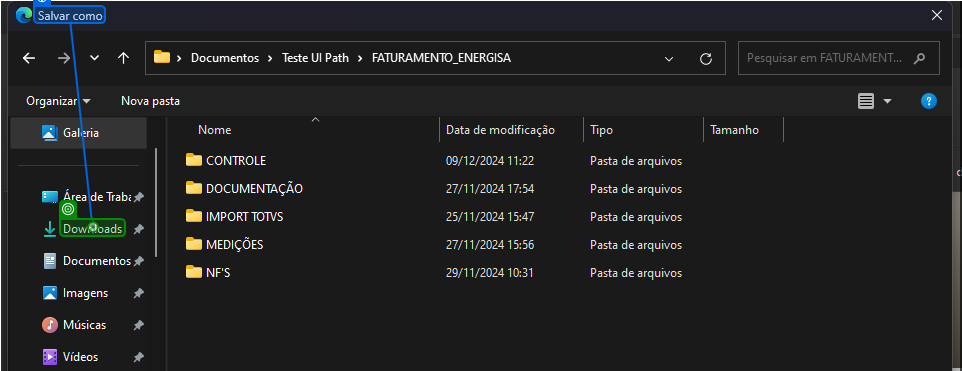 Salvar como
Documentos Teste UI Path FATURAMENTO_ENERGISA
Pesquisar em FATURAMENT...
Organizar Nova pasta
Galeria
Área de Traba
Downloads
Documentos
Imagens
Músicas
Vídeos
Nome Data de modificação Tipo Tamanho
CONTROLE 09/12/2024 11:22 Pasta de arquivos
DOCUMENTAÇÃO 27/11/2024 17:54 Pasta de arquivos
IMPORT TOTVS 25/11/2024 15:47 Pasta de arquivos
MEDIÇÕES 27/11/2024 15:56 Pasta de arquivos
NF'S 29/11/2024 10:31 Pasta de arquivos